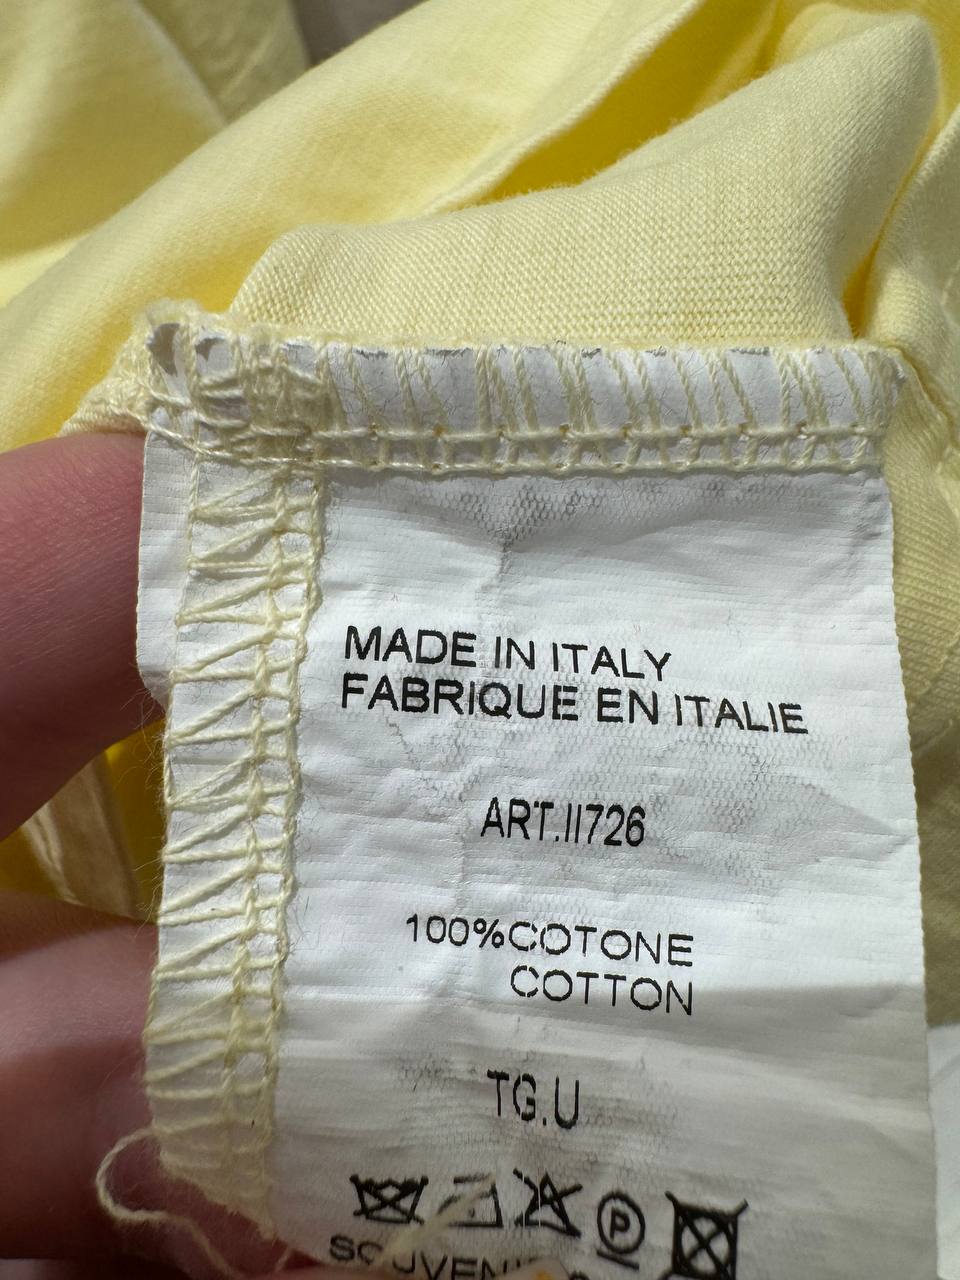 MADE IN ITALY
FABRIQUE EN ITALIE
ART.II726
100%COTONE
COTTON
TG.U
P